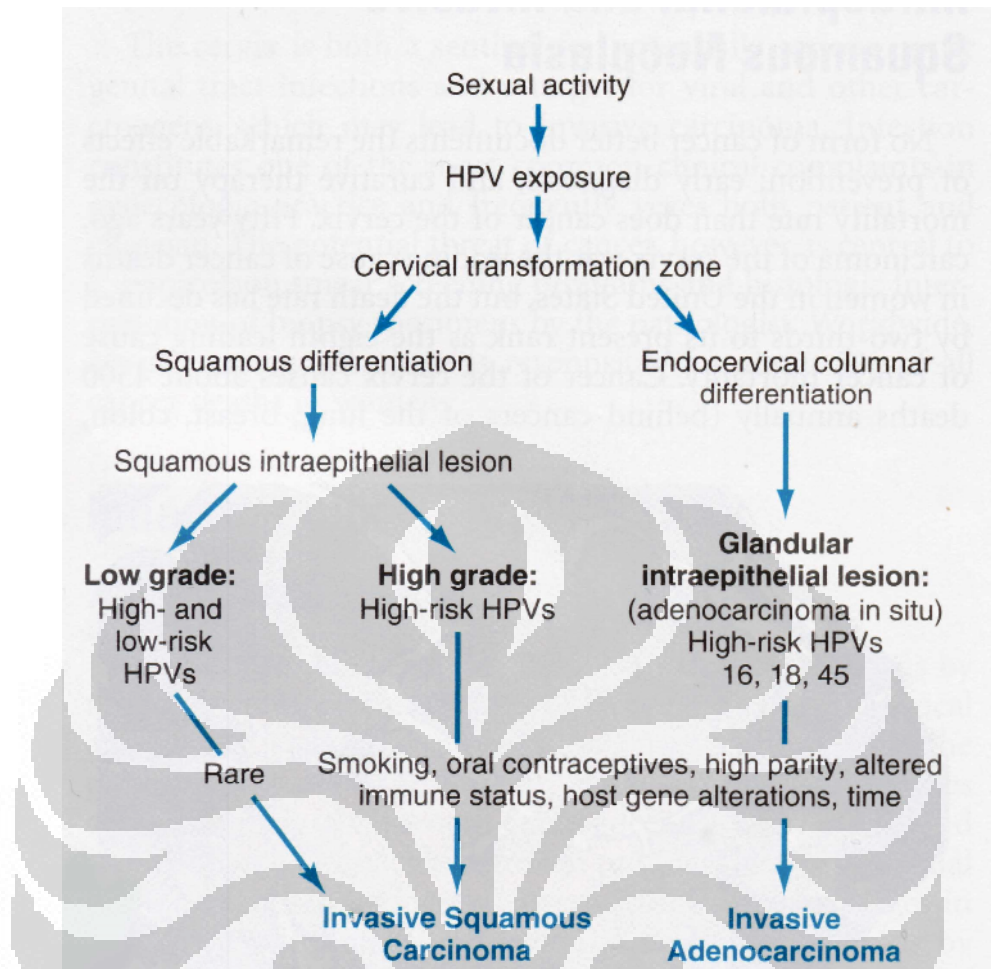 Sexual activity
HPV exposure
Cervical transformation zone
Squamous differentiation
Endocervical columnar
differentiation
Squamous intraepithelial lesion
Low grade:
High- and
low-risk
HPVs
High grade:
High-risk HPVs
Glandular
intraepithelial lesion:
(adenocarcinoma in situ)
High-risk HPVs
16, 18, 45
Rare
Smoking, oral contraceptives, high parity, altered
immune status, host gene alterations, time
Invasive Squamous
Carcinoma
Invasive
Adenocarcinoma